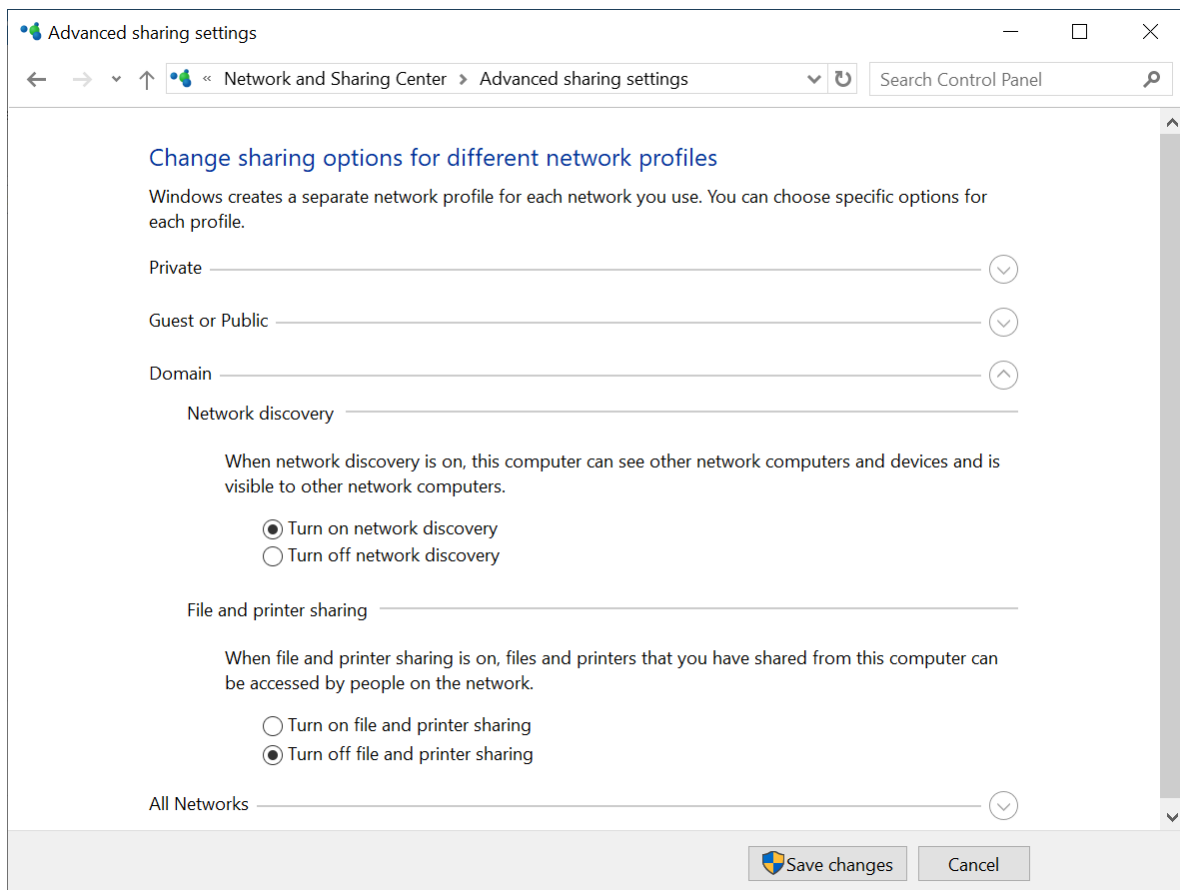 Advanced sharing settings
« Network and Sharing Center > Advanced sharing settings
Search Control Panel
Change sharing options for different network profiles
Windows creates a separate network profile for each network you use. You can choose specific options for
each profile.
Private
Guest or Public
Domain
Network discovery
When network discovery is on, this computer can see other network computers and devices and is
visible to other network computers.
Turn on network discovery
Turn off network discovery
File and printer sharing
When file and printer sharing is on, files and printers that you have shared from this computer can
be accessed by people on the network.
Turn on file and printer sharing
Turn off file and printer sharing
All Networks
Save changes
Cancel